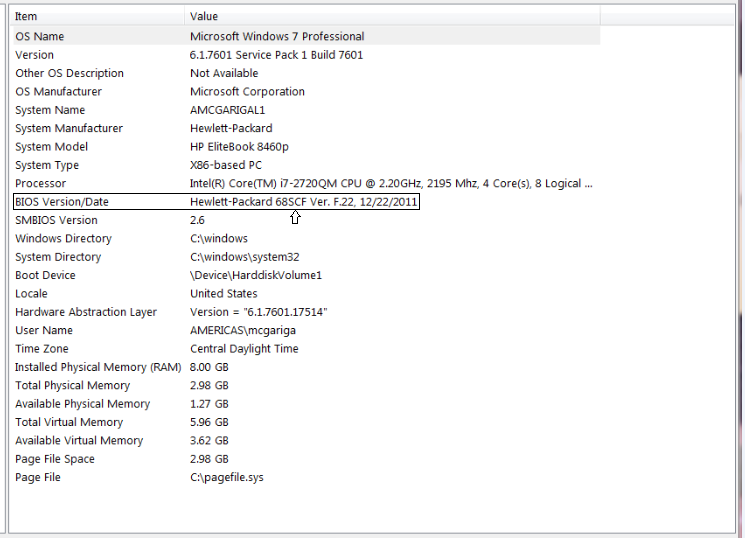 Item Value
OS Name Microsoft Windows 7 Professional
Version 6.1.7601 Service Pack 1 Build 7601
Other OS Description Not Available
OS Manufacturer Microsoft Corporation
System Name AMCGARIGAL1
System Manufacturer Hewlett-Packard
System Model HP EliteBook 8460p
System Type X86-based PC
Processor Intel(R) Core(TM) i7-2720QM CPU @ 2.20GHz, 2195 Mhz, 4 Core(s), 8 Logical ...
BIOS Version/Date Hewlett-Packard 68SCF Ver. F.22, 12/22/2011
SMBIOS Version 2.6
Windows Directory C:\windows
System Directory C:\windows\system32
Boot Device \Device\HarddiskVolume1
Locale United States
Hardware Abstraction Layer Version = "6.1.7601.17514"
User Name AMERICAS\mcgariga
Time Zone Central Daylight Time
Installed Physical Memory (RAM) 8.00 GB
Total Physical Memory 2.98 GB
Available Physical Memory 1.27 GB
Total Virtual Memory 5.96 GB
Available Virtual Memory 3.62 GB
Page File Space 2.98 GB
Page File C:\pagefile.sys